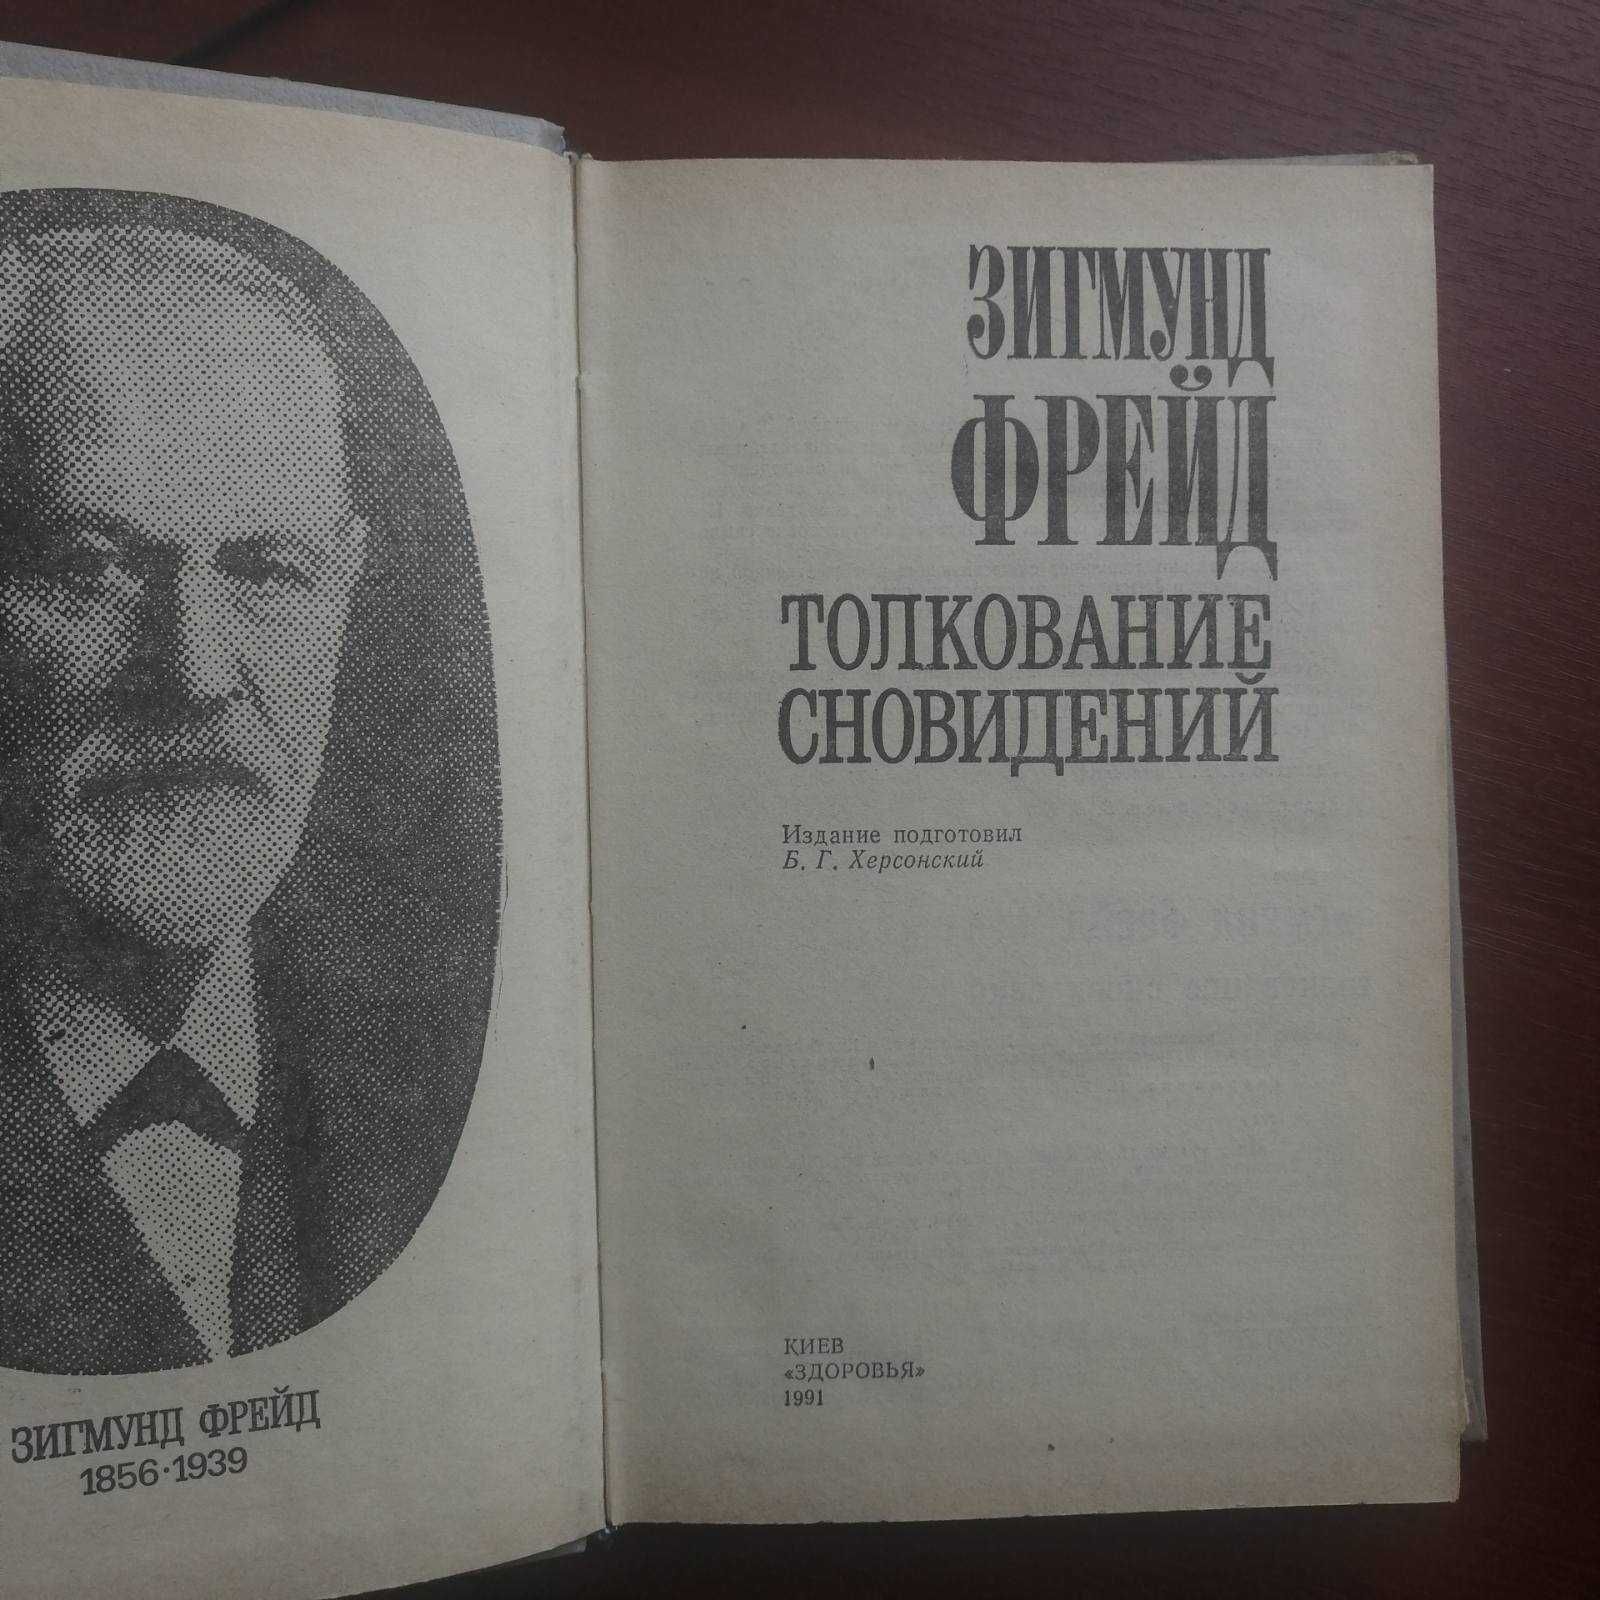 ЗИГМУНД ФРЕЙД
1856·1939
ЗИГМУНД
ФРЕЙД
ТОЛКОВАНИЕ
СНОВИДЕНИЙ
Издание подготовил
Б. Г. Херсонский
КИЕВ
«ЗДОРОВЬЯ»
1991